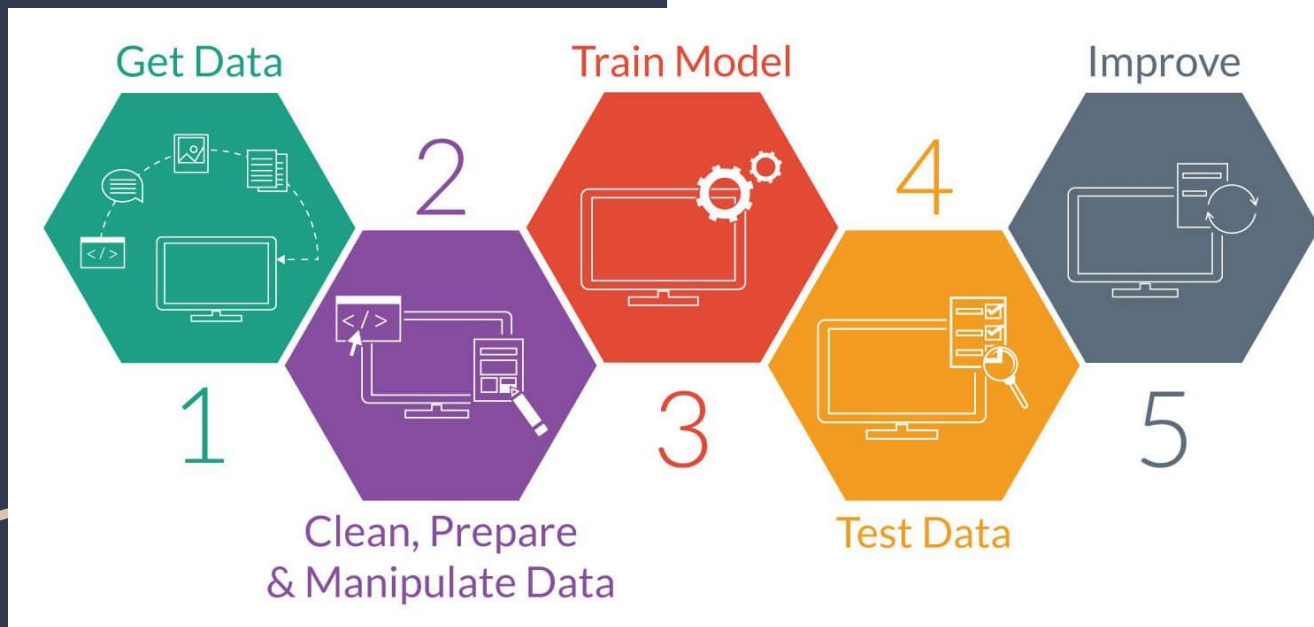 Get Data
1
</>
2
</>
Clean, Prepare
& Manipulate Data
Train Model
3
4
Test Data
Improve
5